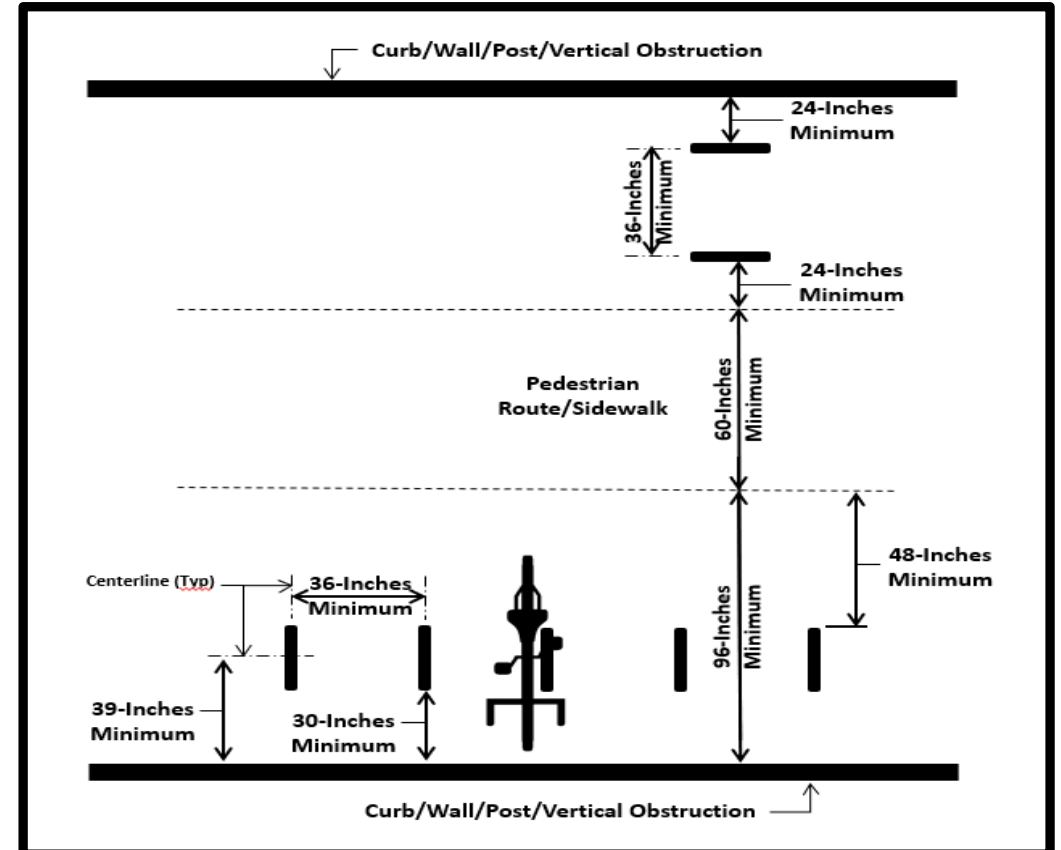 Curb/Wall/Post/Vertical Obstruction
24-Inches
Minimum
36-Inches
Minimum
24-Inches
Minimum
Pedestrian
Route/Sidewalk
60-Inches
Minimum
Centerline (Typ)
36-Inches
Minimum
96-Inches
Minimum
48-Inches
Minimum
39-Inches
Minimum
30-Inches
Minimum
Curb/Wall/Post/Vertical Obstruction